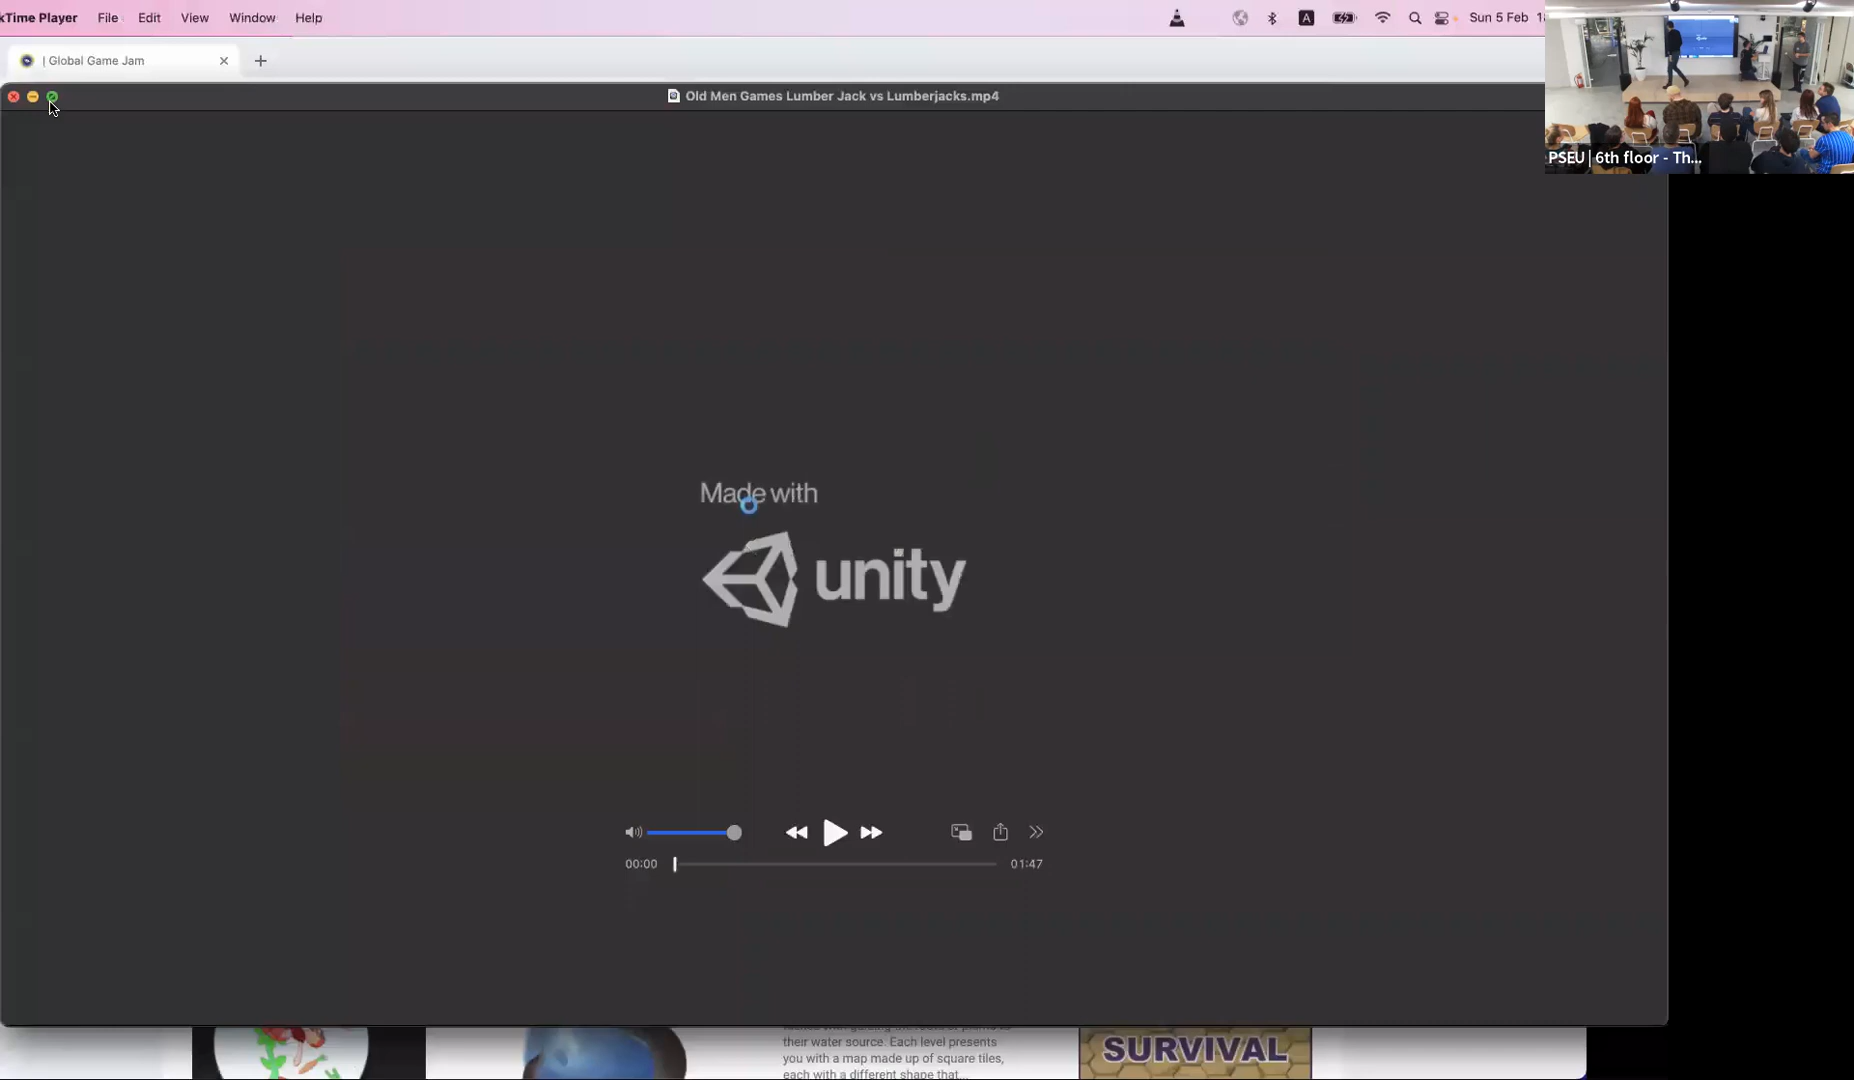 kTime Player File Edit View Window Help A Sun 5 Feb
| Global Game Jam
Old Men Games Lumber Jack vs Lumberjacks.mp4
PSEU | 6th floor - Th...
Made with
unity
00:00 01:47
their water source. Each level presents
you with a map made up of square tiles,
each with a different shape that...
SURVIVAL